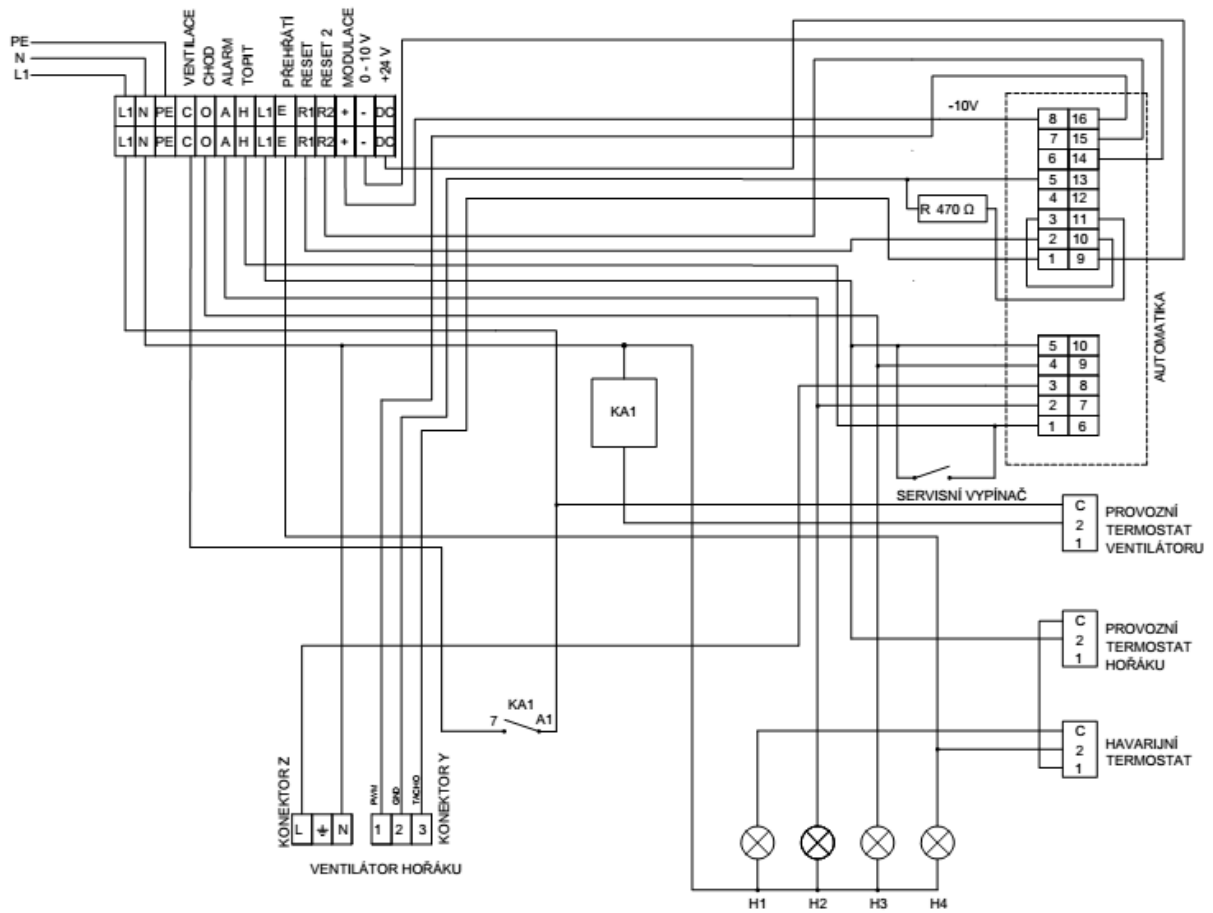 PE
N
L1
VENTILACE
CHOD
ALARM
TOPIT
PŘEHŘÁTÍ
RESET
RESET 2
MODULACE
0 - 10 V
+24 V
L1 N PE C O A H L1 E R1 R2 + - DC
L1 N PE C O A H L1 E R1 R2 + - DC
-10V
8 16
7 15
6 14
5 13
4 12
3 11
2 10
1 9
R 470 Ω
AUTOMATIKA
5 10
4 9
3 8
2 7
1 6
KA1
SERVISNÍ VYPÍNAČ
C
2
1
PROVOZNÍ
TERMOSTAT
VENTILÁTORU
C
2
1
PROVOZNÍ
TERMOSTAT
HOŘÁKU
KA1
7 A1
C
2
1
HAVARIJNÍ
TERMOSTAT
KONEKTOR Z
L N
PWM
GND
TACHO
1 2 3
KONEKTOR Y
VENTILÁTOR HOŘÁKU
H1 H2 H3 H4